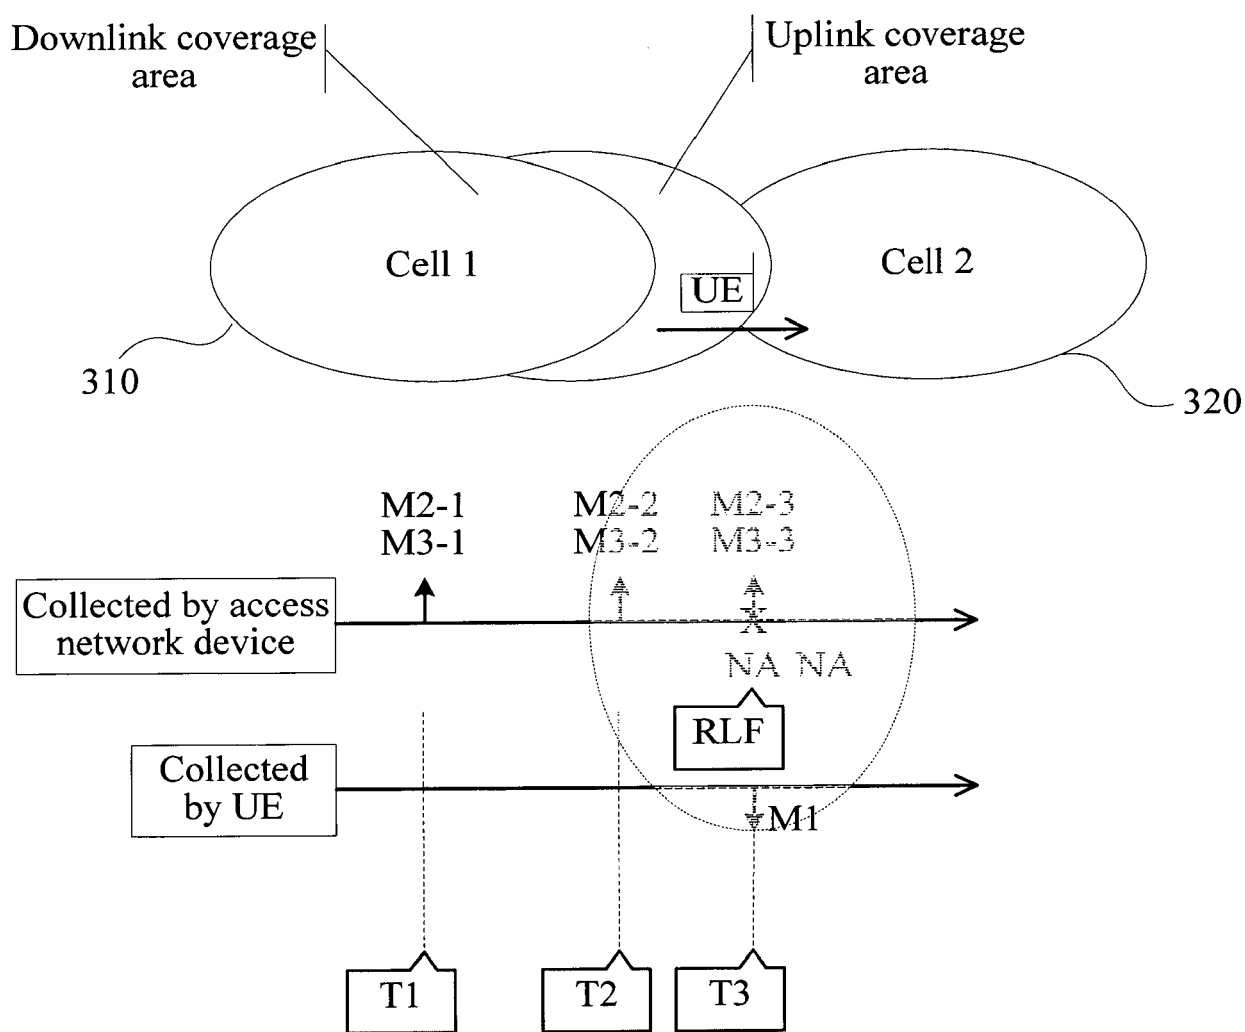 Downlink coverage
area
Uplink coverage
area
Cell 1
Cell 2
UE
310
320
M2-1
M3-1
M2-2
M3-2
M2-3
M3-3
Collected by access
network device
NA NA
RLF
Collected
by UE
M1
T1
T2
T3